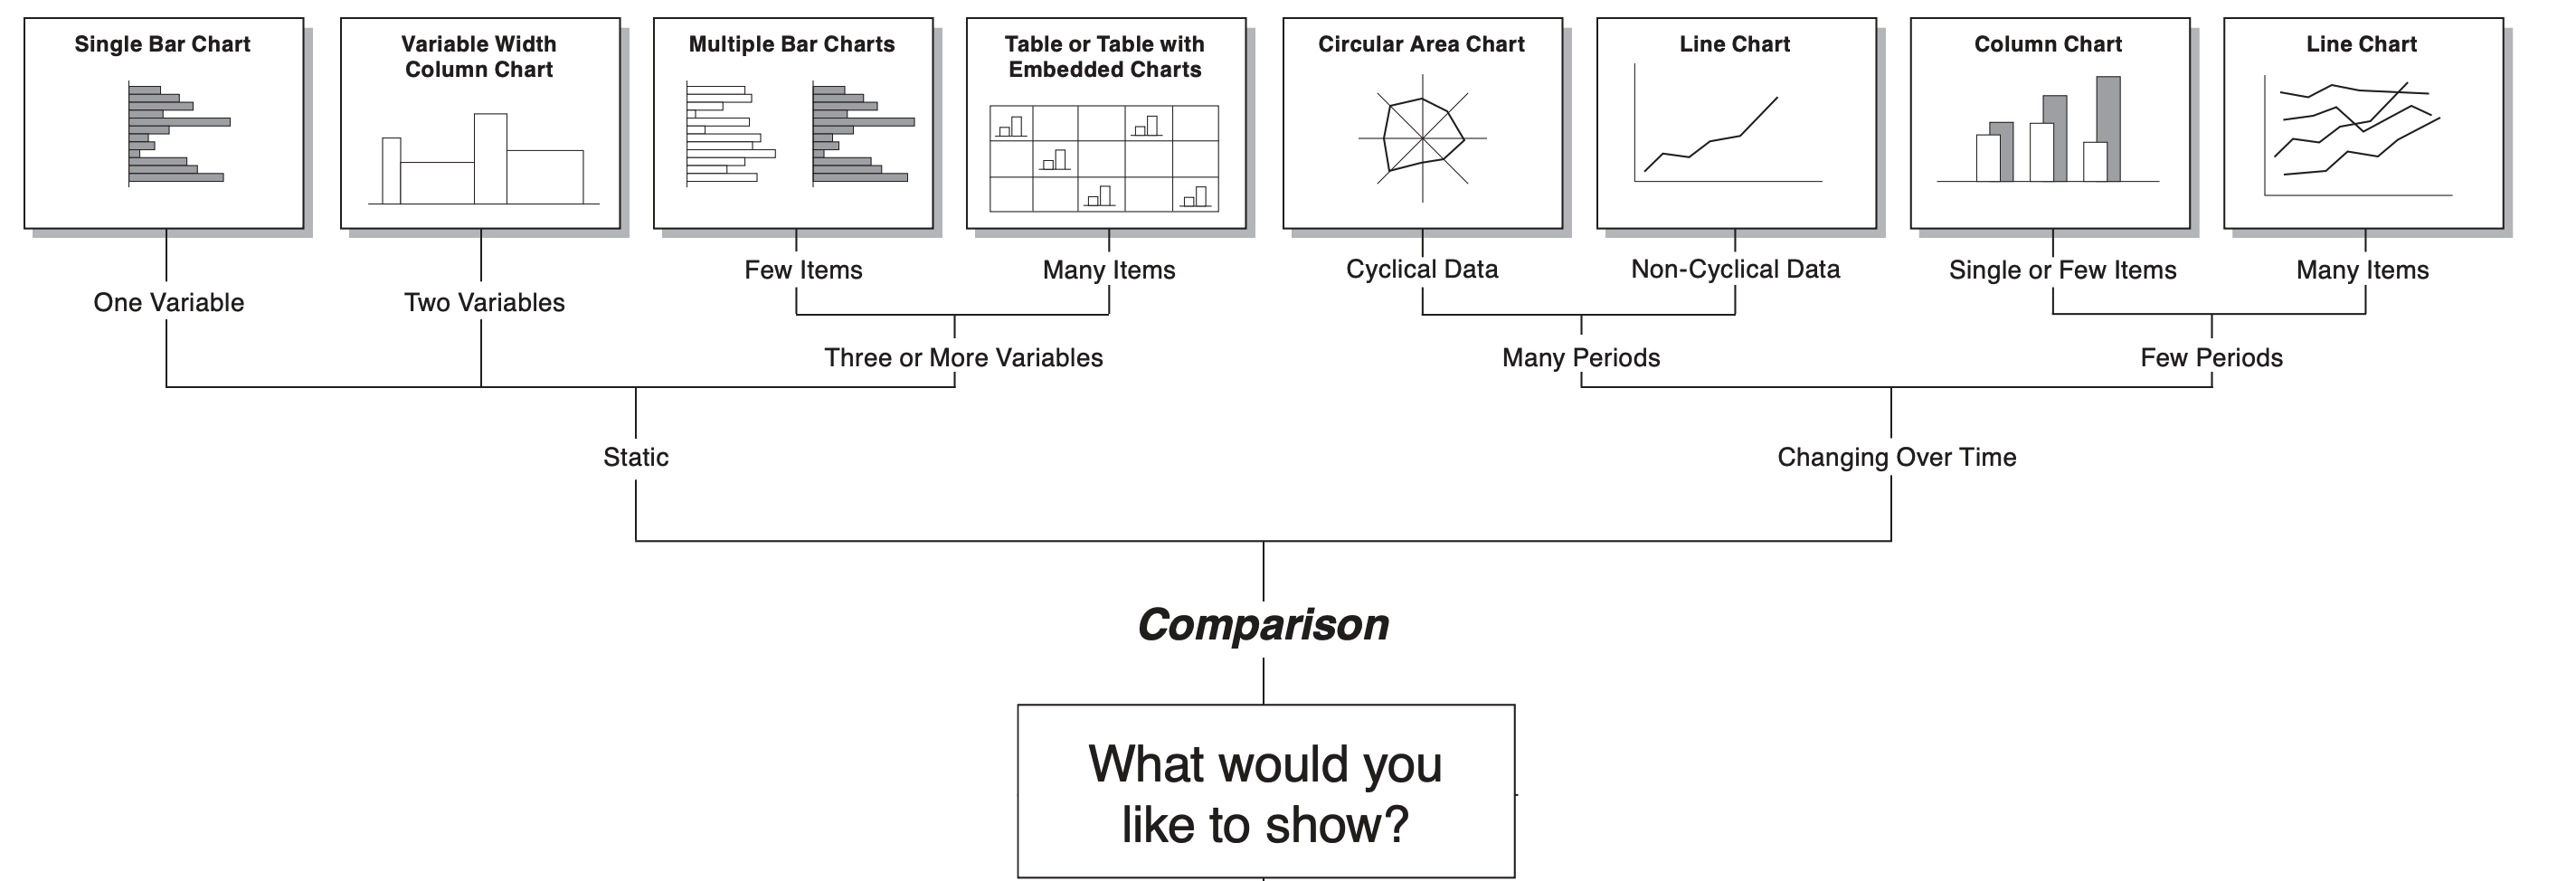 Single Bar Chart
Variable Width
Column Chart
Multiple Bar Charts
Table or Table with
Embedded Charts
Circular Area Chart
Line Chart
Column Chart
Line Chart
Few Items
Many Items
Cyclical Data
Non-Cyclical Data
Single or Few Items
Many Items
One Variable
Two Variables
Three or More Variables
Many Periods
Few Periods
Static
Changing Over Time
Comparison
What would you
like to show?